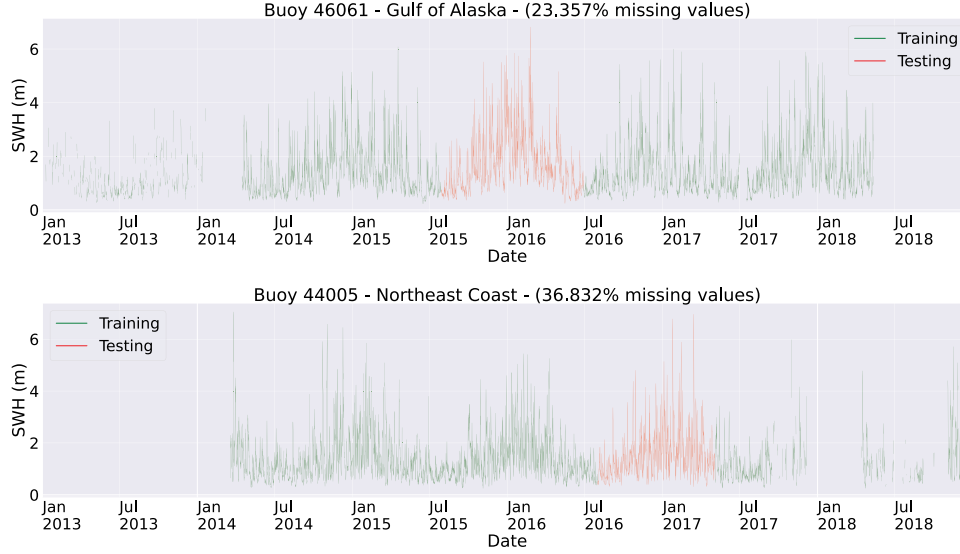 Buoy 46061 - Gulf of Alaska - (23.357% missing values)
SWH (m)
6
4
2
0
Training
Testing
Jan 2013
Jul 2013
Jan 2014
Jul 2014
Jan 2015
Jul 2015
Jan 2016
Jul 2016
Jan 2017
Jul 2017
Jan 2018
Jul 2018
Date
Buoy 44005 - Northeast Coast - (36.832% missing values)
SWH (m)
6
4
2
0
Training
Testing
Jan 2013
Jul 2013
Jan 2014
Jul 2014
Jan 2015
Jul 2015
Jan 2016
Jul 2016
Jan 2017
Jul 2017
Jan 2018
Jul 2018
Date